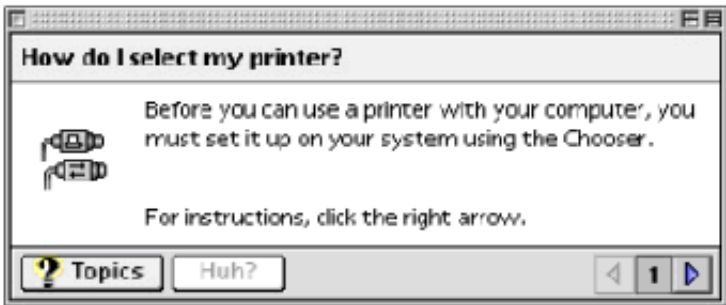 How do I select my printer?
Before you can use a printer with your computer, you
must set it up on your system using the Chooser.
For instructions, click the right arrow.
Topics
Huh?
1